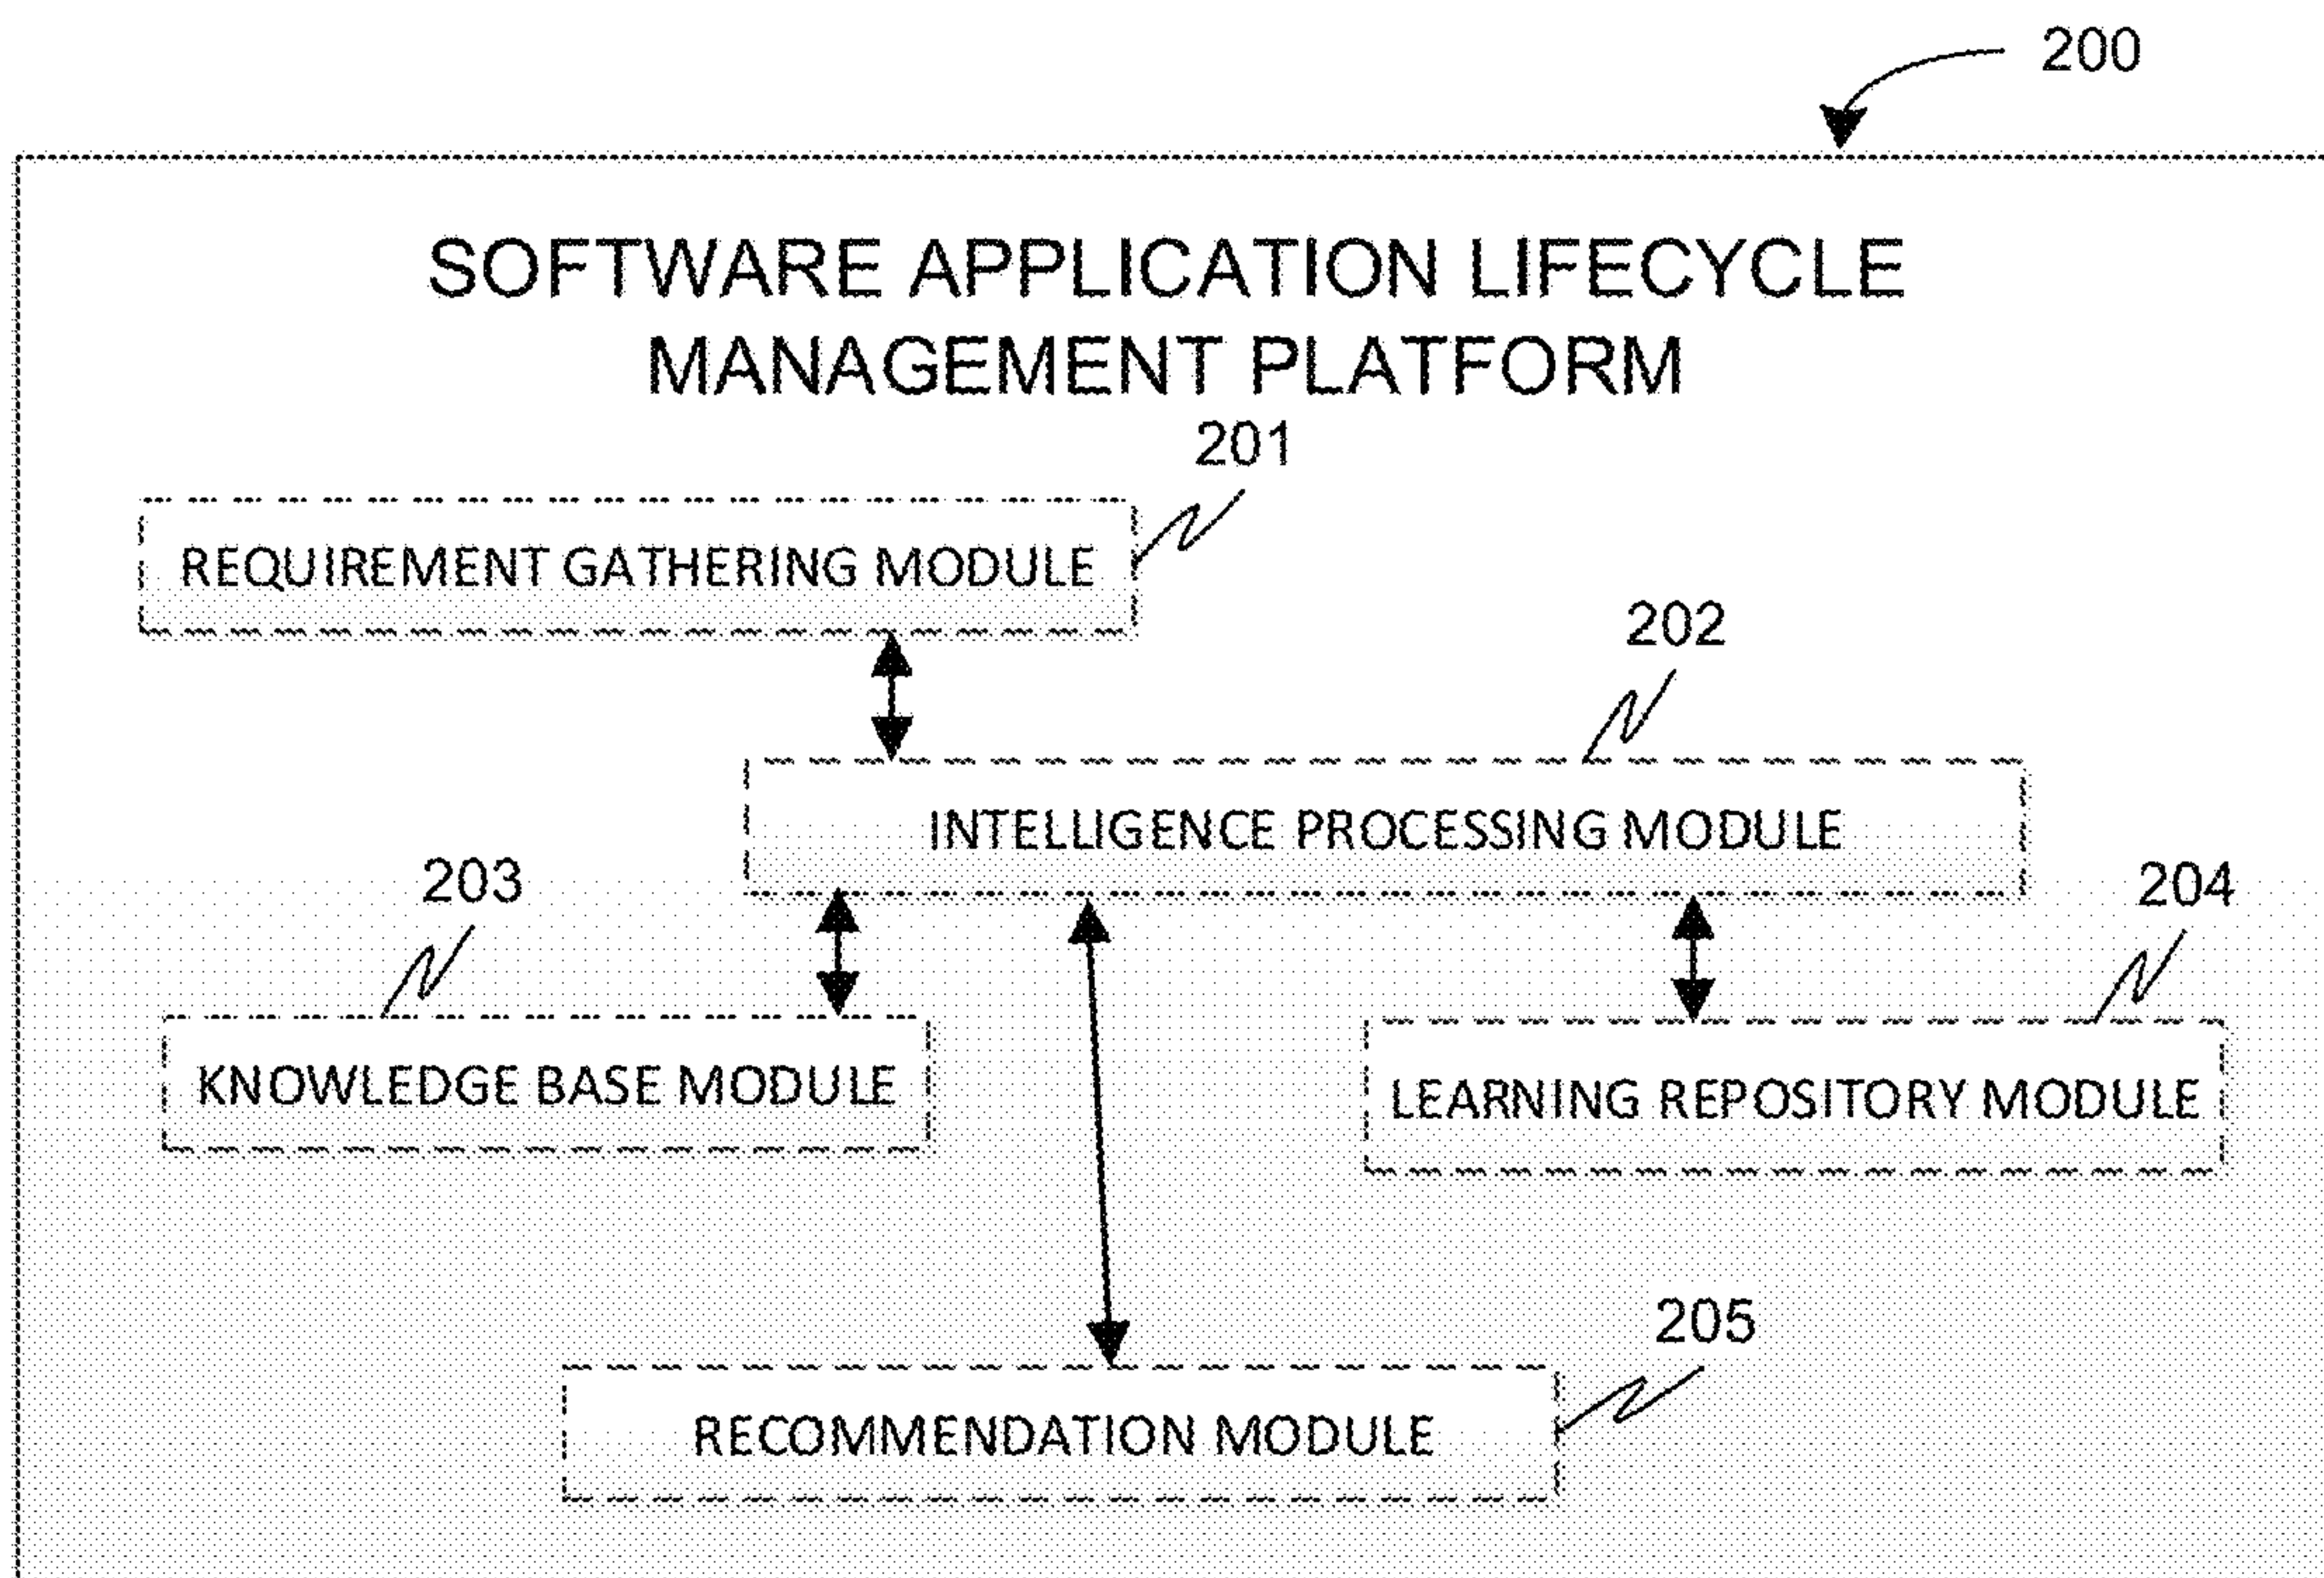 200
SOFTWARE APPLICATION LIFECYCLE
MANAGEMENT PLATFORM
201
REQUIREMENT GATHERING MODULE
202
INTELLIGENCE PROCESSING MODULE
203
204
KNOWLEDGE BASE MODULE
LEARNING REPOSITORY MODULE
205
RECOMMENDATION MODULE